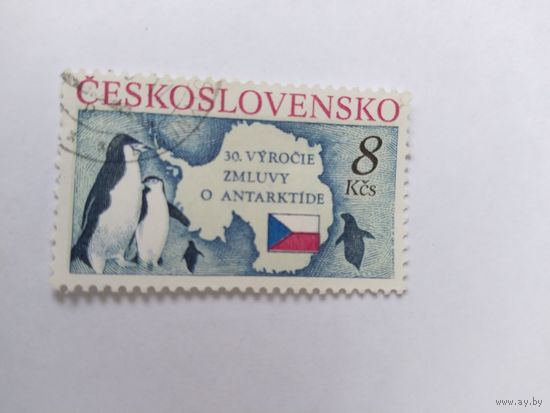 ČESKOSLOVENSKO
30. VÝROČIE
ZMLUVY
O ANTARKTÍDE
8
Kčs
www.ay.by